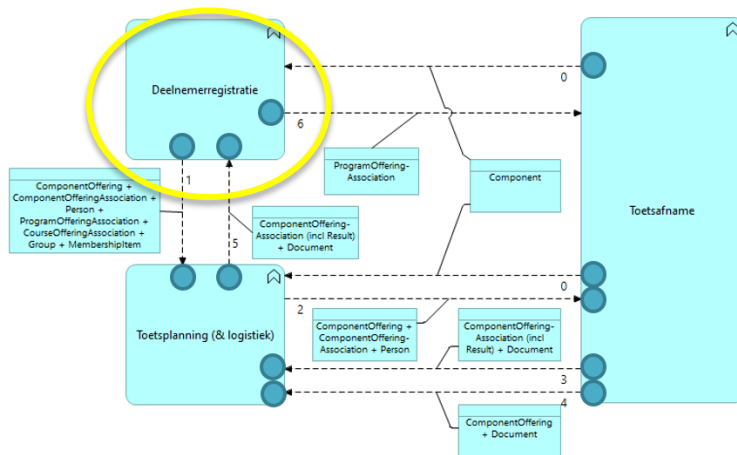 Deelnemerregistratie
0
6
1
ComponentOffering +
ComponentOfferingAssociation +
Person +
ProgramOfferingAssociation +
CourseOfferingAssociation +
Group + MembershipItem
ProgramOffering-
Association
Component
Toetsafname
5
ComponentOffering-
Association (incl Result)
+ Document
Toetsplanning (& logistiek)
0
2
ComponentOffering +
ComponentOffering-
Association + Person
ComponentOffering-
Association (incl
Result) + Document
3
4
ComponentOffering
+ Document